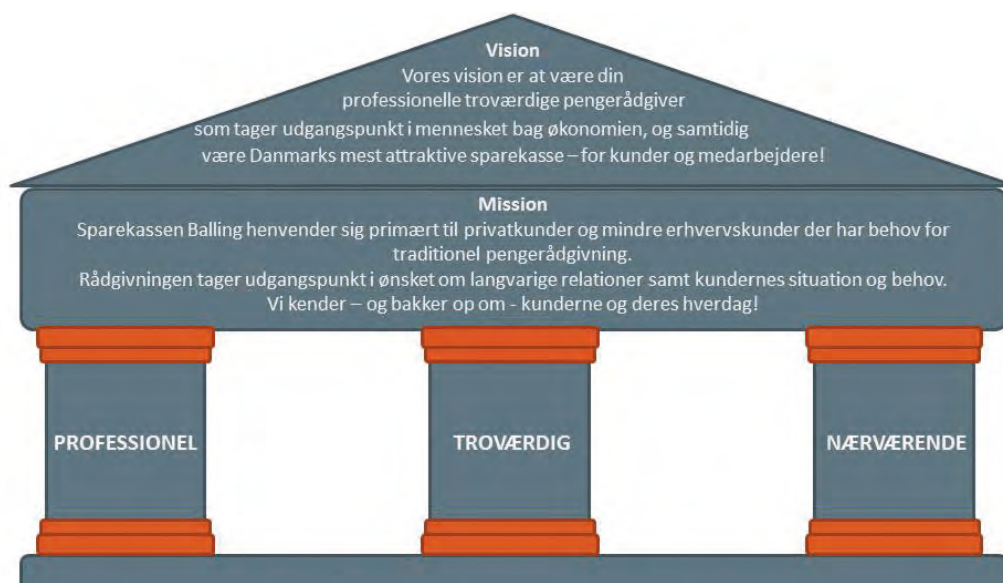 Vision
Vores vision er at være din
professionelle troværdige pengerådgiver
som tager udgangspunkt i mennesket bag økonomien, og samtidig
være Danmarks mest attraktive sparekasse – for kunder og medarbejdere!
Mission
Sparekassen Balling henvender sig primært til privatkunder og mindre erhvervskunder der har behov for
traditionel pengerådgivning.
Rådgivningen tager udgangspunkt i ønsket om langvarige relationer samt kundernes situation og behov.
Vi kender – og bakker op om - kunderne og deres hverdag!
PROFESSIONEL
TROVÆRDIG
NÆRVÆRENDE